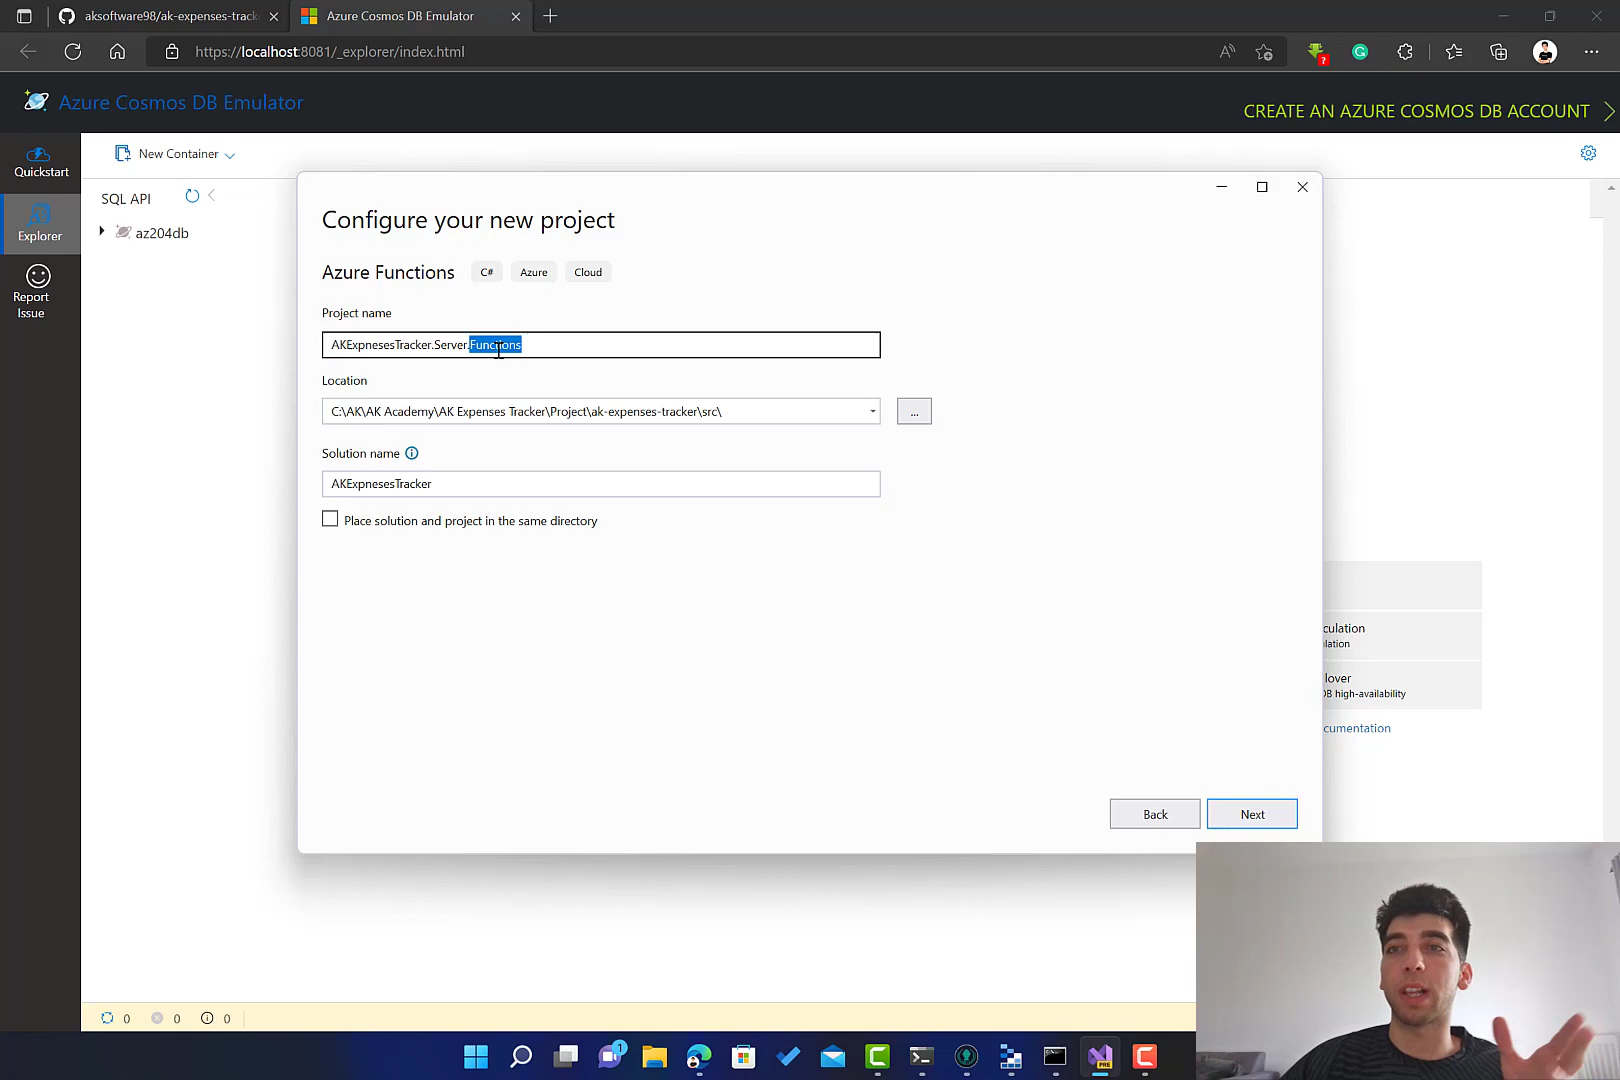 aksoftware98/ak-expenses-track
Azure Cosmos DB Emulator
https://localhost:8081/_explorer/index.html
Azure Cosmos DB Emulator
CREATE AN AZURE COSMOS DB ACCOUNT
Quickstart
New Container
SQL API
az204db
Explorer
Report
Issue
Configure your new project
Azure Functions
C#
Azure
Cloud
Project name
AKExpnesesTracker.Server.Functions
Location
C:\AK\AK Academy\AK Expenses Tracker\Project\ak-expenses-tracker\src\
...
Solution name
AKExpnesesTracker
Place solution and project in the same directory
culation
lation
lover
DB high-availability
cumentation
Back
Next
0
0
0
1
PRE